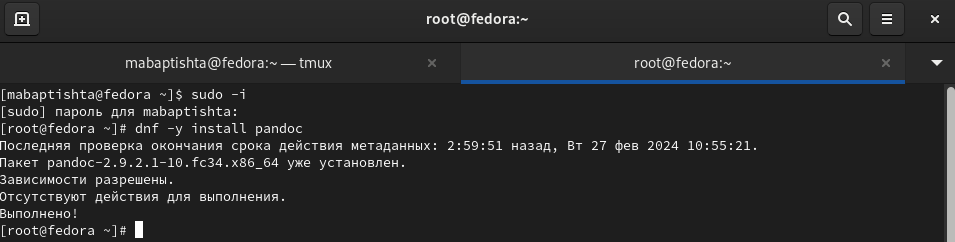 root@fedora:~
mabaptishta@fedora:~ — tmux
root@fedora:~
[mabaptishta@fedora ~]$ sudo -i
[sudo] пароль для mabaptishta:
[root@fedora ~]# dnf -y install pandoc
Последняя проверка окончания срока действия метаданных: 2:59:51 назад, Вт 27 фев 2024 10:55:21.
Пакет pandoc-2.9.2.1-10.fc34.x86_64 уже установлен.
Зависимости разрешены.
Отсутствуют действия для выполнения.
Выполнено!
[root@fedora ~]#